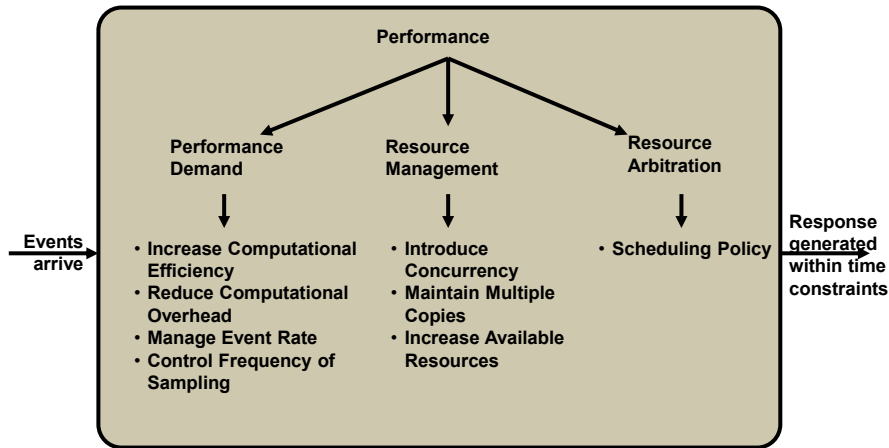 Performance
Performance
Demand
Resource
Management
Resource
Arbitration
Events
arrive
• Increase Computational
Efficiency
• Reduce Computational
Overhead
• Manage Event Rate
• Control Frequency of
Sampling
• Introduce
Concurrency
• Maintain Multiple
Copies
• Increase Available
Resources
• Scheduling Policy
Response
generated
within time
constraints